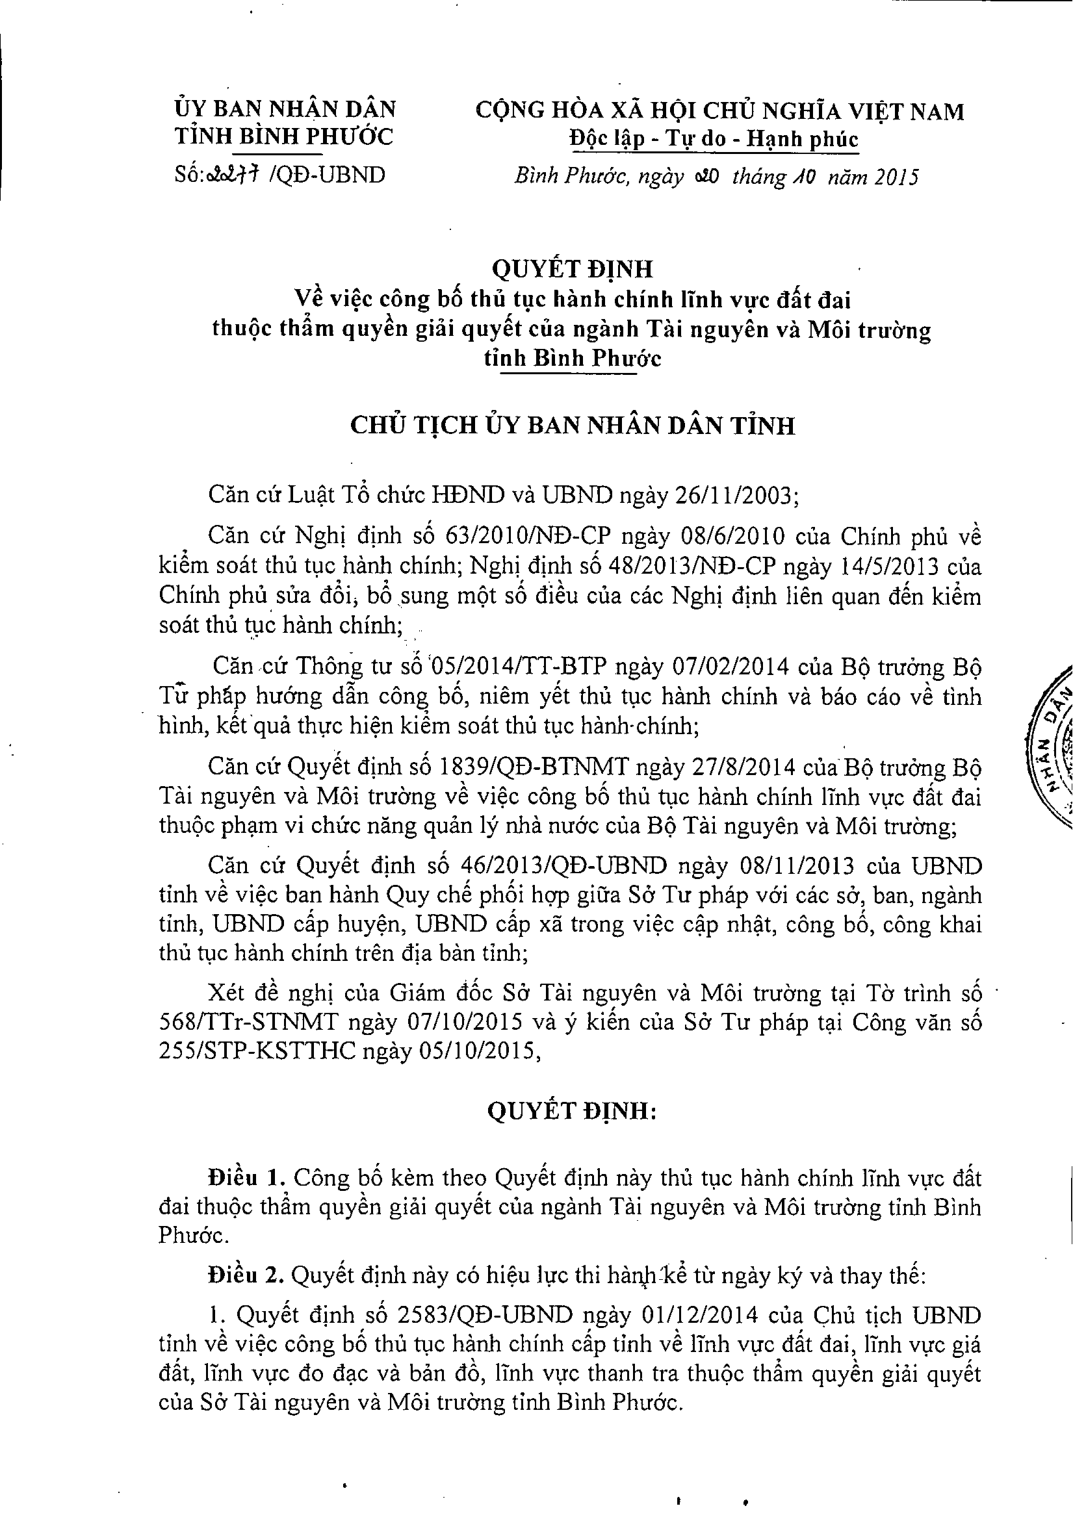 ỦY BAN NHÂN DÂN
TỈNH BÌNH PHƯỚC
Số: 2277 /QĐ-UBND
CỘNG HÒA XÃ HỘI CHỦ NGHĨA VIỆT NAM
Độc lập - Tự do - Hạnh phúc
Bình Phước, ngày 20 tháng 10 năm 2015
QUYẾT ĐỊNH
Về việc công bố thủ tục hành chính lĩnh vực đất đai
thuộc thẩm quyền giải quyết của ngành Tài nguyên và Môi trường
tỉnh Bình Phước
CHỦ TỊCH ỦY BAN NHÂN DÂN TỈNH
Căn cứ Luật Tổ chức HĐND và UBND ngày 26/11/2003;
Căn cứ Nghị định số 63/2010/NĐ-CP ngày 08/6/2010 của Chính phủ về
kiểm soát thủ tục hành chính; Nghị định số 48/2013/NĐ-CP ngày 14/5/2013 của
Chính phủ sửa đổi, bổ sung một số điều của các Nghị định liên quan đến kiểm
soát thủ tục hành chính;
Căn cứ Thông tư số 05/2014/TT-BTP ngày 07/02/2014 của Bộ trưởng Bộ
Tư pháp hướng dẫn công bố, niêm yết thủ tục hành chính và báo cáo về tình
hình, kết quả thực hiện kiểm soát thủ tục hành chính;
Căn cứ Quyết định số 1839/QĐ-BTNMT ngày 27/8/2014 của Bộ trưởng Bộ
Tài nguyên và Môi trường về việc công bố thủ tục hành chính lĩnh vực đất đai
thuộc phạm vi chức năng quản lý nhà nước của Bộ Tài nguyên và Môi trường;
Căn cứ Quyết định số 46/2013/QĐ-UBND ngày 08/11/2013 của UBND
tỉnh về việc ban hành Quy chế phối hợp giữa Sở Tư pháp với các sở, ban, ngành
tỉnh, UBND cấp huyện, UBND cấp xã trong việc cập nhật, công bố, công khai
thủ tục hành chính trên địa bàn tỉnh;
Xét đề nghị của Giám đốc Sở Tài nguyên và Môi trường tại Tờ trình số
568/TTr-STNMT ngày 07/10/2015 và ý kiến của Sở Tư pháp tại Công văn số
255/STP-KSTTHC ngày 05/10/2015,
QUYẾT ĐỊNH:
Điều 1. Công bố kèm theo Quyết định này thủ tục hành chính lĩnh vực đất
đai thuộc thẩm quyền giải quyết của ngành Tài nguyên và Môi trường tỉnh Bình
Phước.
Điều 2. Quyết định này có hiệu lực thi hành kể từ ngày ký và thay thế:
1. Quyết định số 2583/QĐ-UBND ngày 01/12/2014 của Chủ tịch UBND
tỉnh về việc công bố thủ tục hành chính cấp tỉnh về lĩnh vực đất đai, lĩnh vực giá
đất, lĩnh vực đo đạc và bản đồ, lĩnh vực thanh tra thuộc thẩm quyền giải quyết
của Sở Tài nguyên và Môi trường tỉnh Bình Phước.
NHÂN DÂN